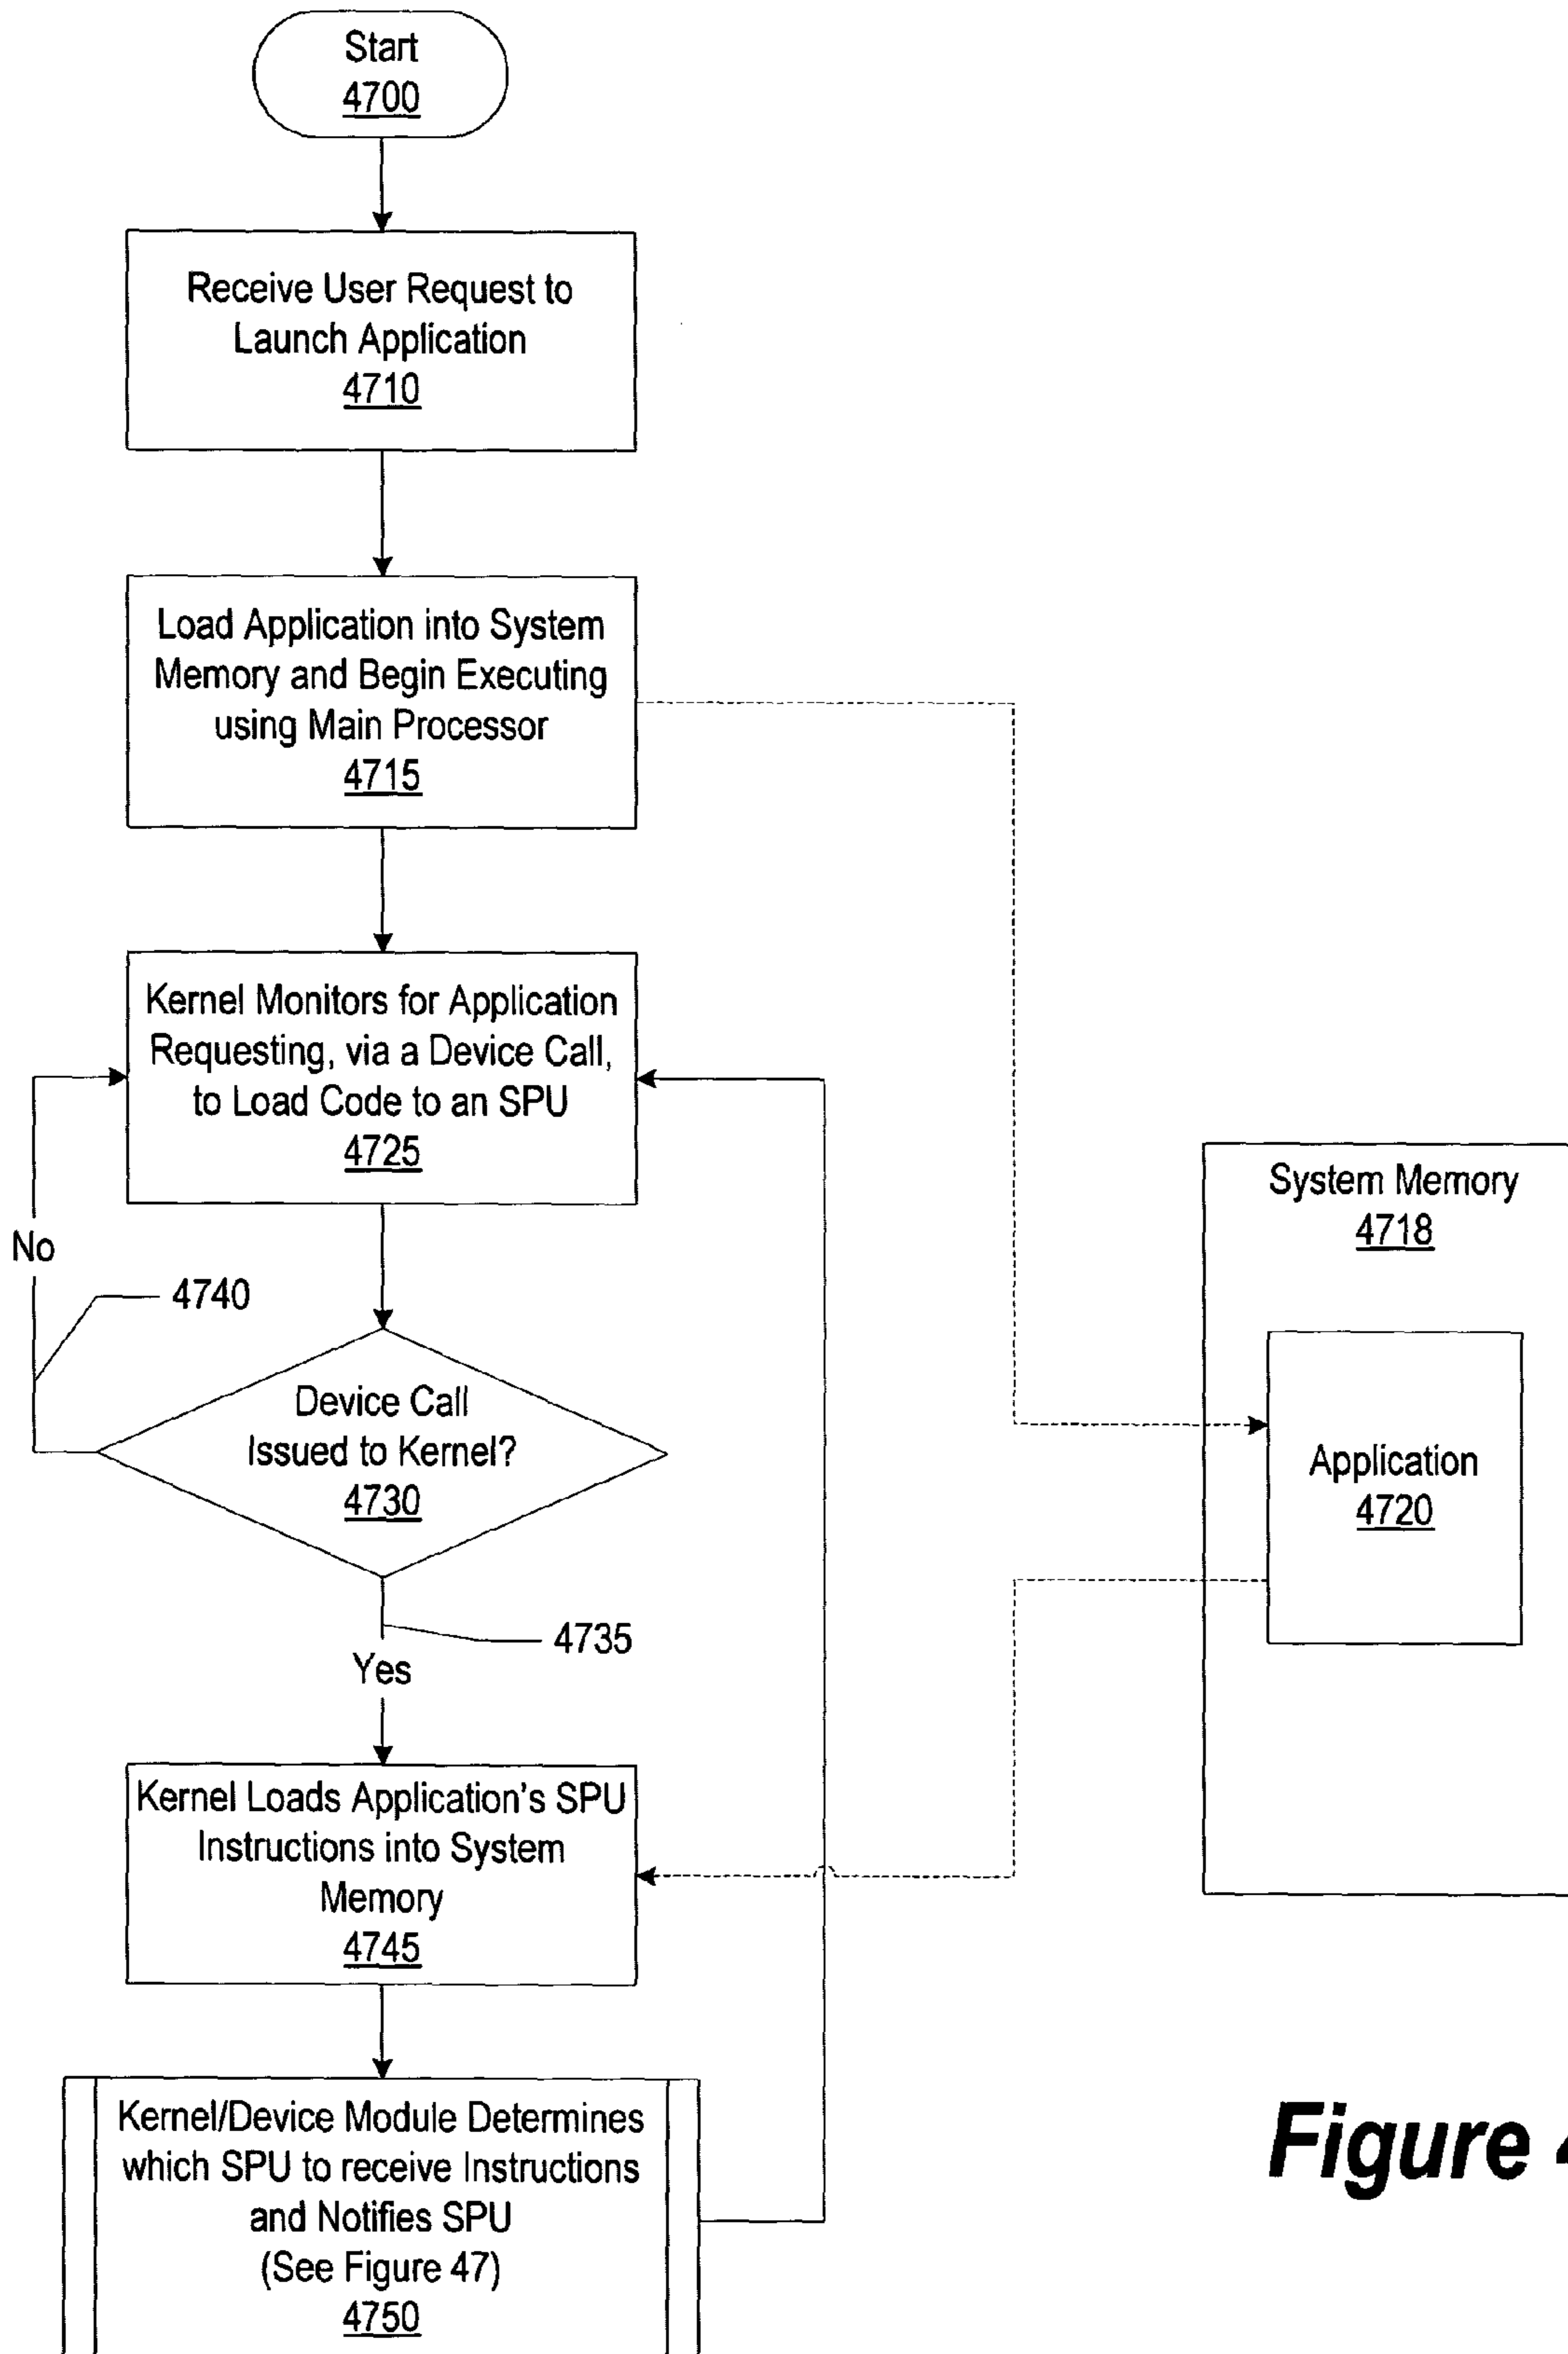 Start
4700
Receive User Request to
Launch Application
4710
Load Application into System
Memory and Begin Executing
using Main Processor
4715
Kernel Monitors for Application
Requesting, via a Device Call,
to Load Code to an SPU
4725
No
4740
Device Call
Issued to Kernel?
4730
4735
Yes
Kernel Loads Application's SPU
Instructions into System
Memory
4745
Kernel/Device Module Determines
which SPU to receive Instructions
and Notifies SPU
(See Figure 47)
4750
System Memory
4718
Application
4720
Figure 4